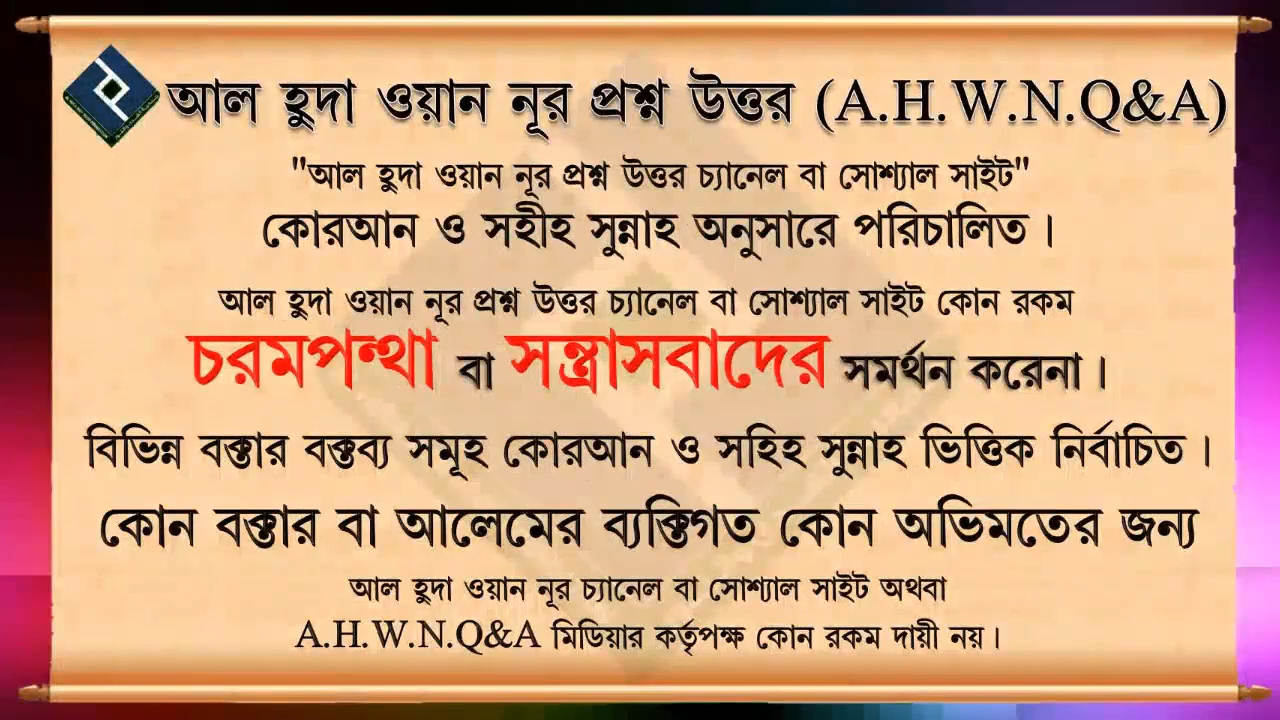 আল হুদা ওয়ান নূর প্রশ্ন উত্তর (A.H.W.N.Q&A)
"আল হুদা ওয়ান নূর প্রশ্ন উত্তর চ্যানেল বা সোশ্যাল সাইট"
কোরআন ও সহীহ সুন্নাহ অনুসারে পরিচালিত।
আল হুদা ওয়ান নূর প্রশ্ন উত্তর চ্যানেল বা সোশ্যাল সাইট কোন রকম
চরমপন্থা বা সন্ত্রাসবাদের সমর্থন করেনা।
বিভিন্ন বক্তার বক্তব্য সমূহ কোরআন ও সহিহ সুন্নাহ ভিত্তিক নির্বাচিত।
কোন বক্তার বা আলেমের ব্যক্তিগত কোন অভিমতের জন্য
আল হুদা ওয়ান নূর চ্যানেল বা সোশ্যাল সাইট অথবা
A.H.W.N.Q&A মিডিয়ার কর্তৃপক্ষ কোন রকম দায়ী নয়।